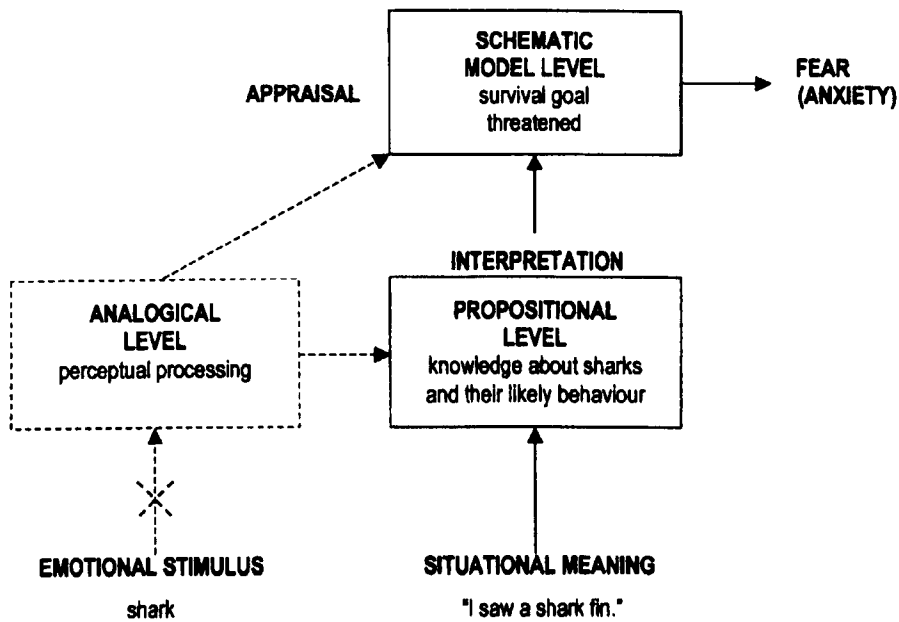 SCHEMATIC
MODEL LEVEL
survival goal
threatened
APPRAISAL
FEAR
(ANXIETY)
INTERPRETATION
ANALOGICAL
LEVEL
perceptual processing
PROPOSITIONAL
LEVEL
knowledge about sharks
and their likely behaviour
EMOTIONAL STIMULUS
shark
SITUATIONAL MEANING
"I saw a shark fin."